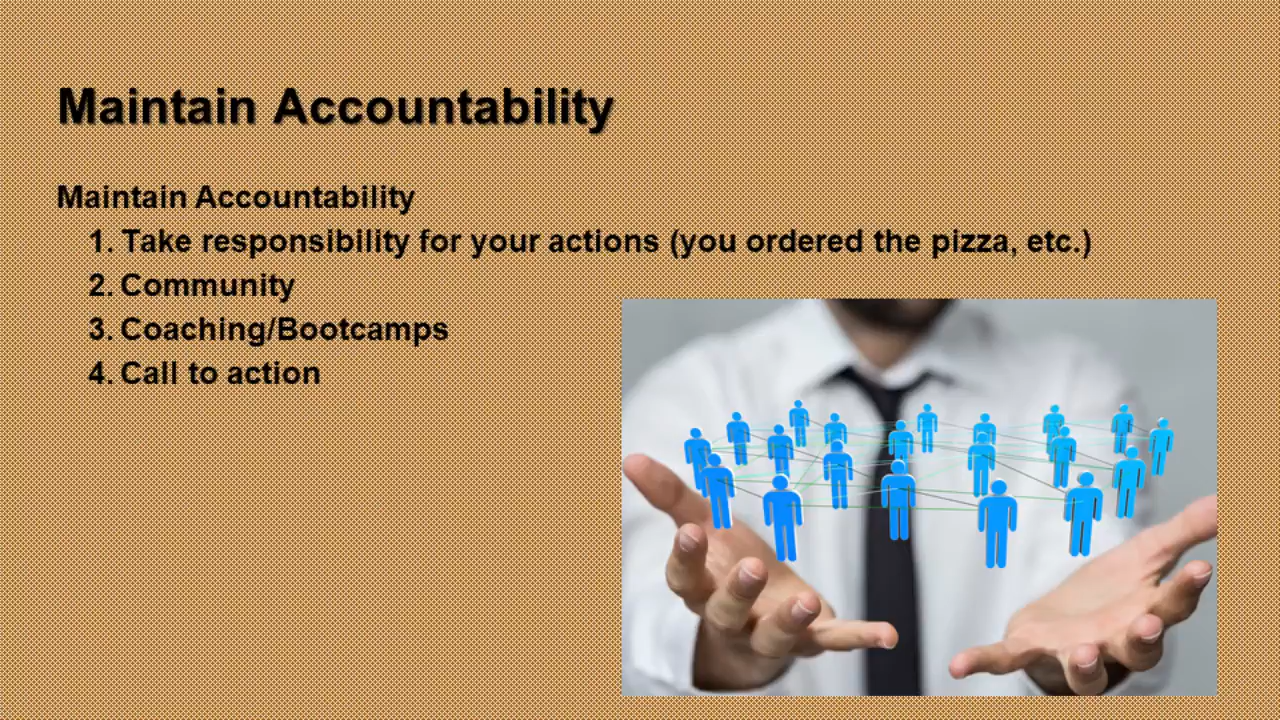 Maintain Accountability
Maintain Accountability
1. Take responsibility for your actions (you ordered the pizza, etc.)
2. Community
3. Coaching/Bootcamps
4. Call to action